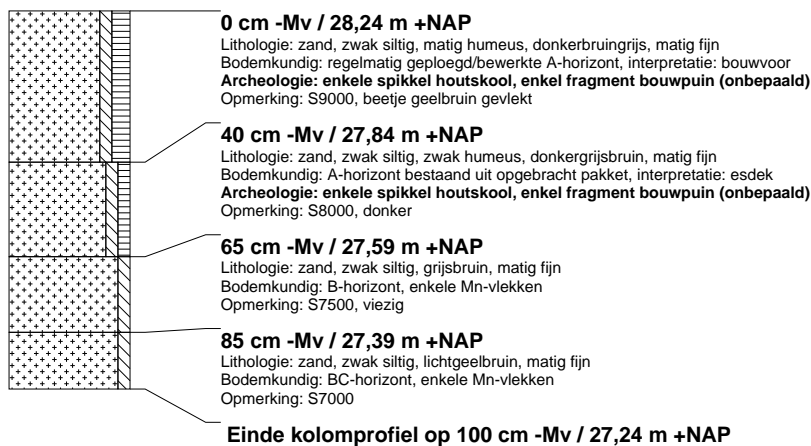 0 cm -Mv / 28,24 m +NAP
Lithologie: zand, zwak siltig, matig humeus, donkerbruingrijs, matig fijn
Bodemkundig: regelmatig geploegd/bewerkte A-horizont, interpretatie: bouwvoor
Archeologie: enkele spikkel houtskool, enkel fragment bouwpuin (onbepaald)
Opmerking: S9000, beetje geelbruin gevlekt
40 cm -Mv / 27,84 m +NAP
Lithologie: zand, zwak siltig, zwak humeus, donkergrijsbruin, matig fijn
Bodemkundig: A-horizont bestaand uit opgebracht pakket, interpretatie: esdek
Archeologie: enkele spikkel houtskool, enkel fragment bouwpuin (onbepaald)
Opmerking: S8000, donker
65 cm -Mv / 27,59 m +NAP
Lithologie: zand, zwak siltig, grijsbruin, matig fijn
Bodemkundig: B-horizont, enkele Mn-vlekken
Opmerking: S7500, viezig
85 cm -Mv / 27,39 m +NAP
Lithologie: zand, zwak siltig, lichtgeelbruin, matig fijn
Bodemkundig: BC-horizont, enkele Mn-vlekken
Opmerking: S7000
Einde kolomprofiel op 100 cm -Mv / 27,24 m +NAP